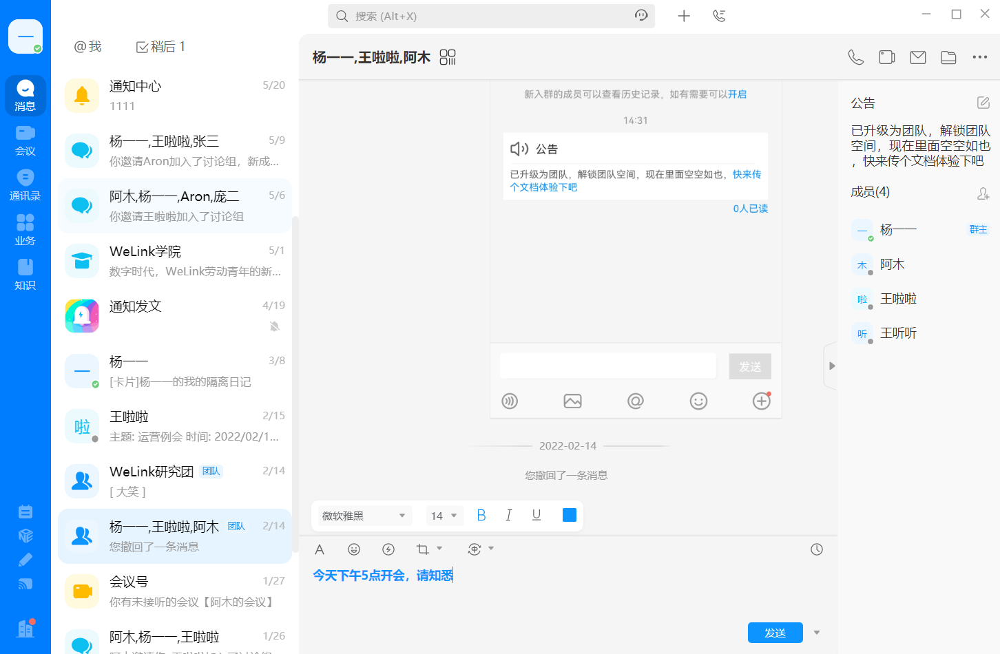 搜索 (Alt+X)
@我
稍后 1
消息
会议
通讯录
业务
知识
通知中心
5/20
1111
杨一一,王啦啦,张三
5/9
你邀请Aron加入了讨论组，新成...
阿木,杨一一,Aron,庞二
5/6
你邀请王啦啦加入了讨论组
WeLink学院
5/1
数字时代，WeLink劳动青年的新...
通知发文
4/19
杨一一
3/8
[卡片]杨一一的我的隔离日记
啦
王啦啦
2/15
主题: 运营例会 时间: 2022/02/1...
WeLink研究团
团队
2/14
[ 大笑 ]
杨一一,王啦啦,阿木
团队
2/14
您撤回了一条消息
会议号
1/27
你有未接听的会议【阿木的会议】
阿木,杨一一,王啦啦
1/26
杨一一,王啦啦,阿木
新入群的成员可以查看历史记录，如有需要可以开启
14:31
公告
已升级为团队，解锁团队空间，现在里面空空如也，快来传
个文档体验下吧
0人已读
发送
2022-02-14
您撤回了一条消息
微软雅黑
14
B
I
U
A
今天下午5点开会，请知悉
发送
公告
已升级为团队，解锁团队
空间，现在里面空空如也
，快来传个文档体验下吧
成员(4)
一
杨一一
群主
木
阿木
啦
王啦啦
听
王听听